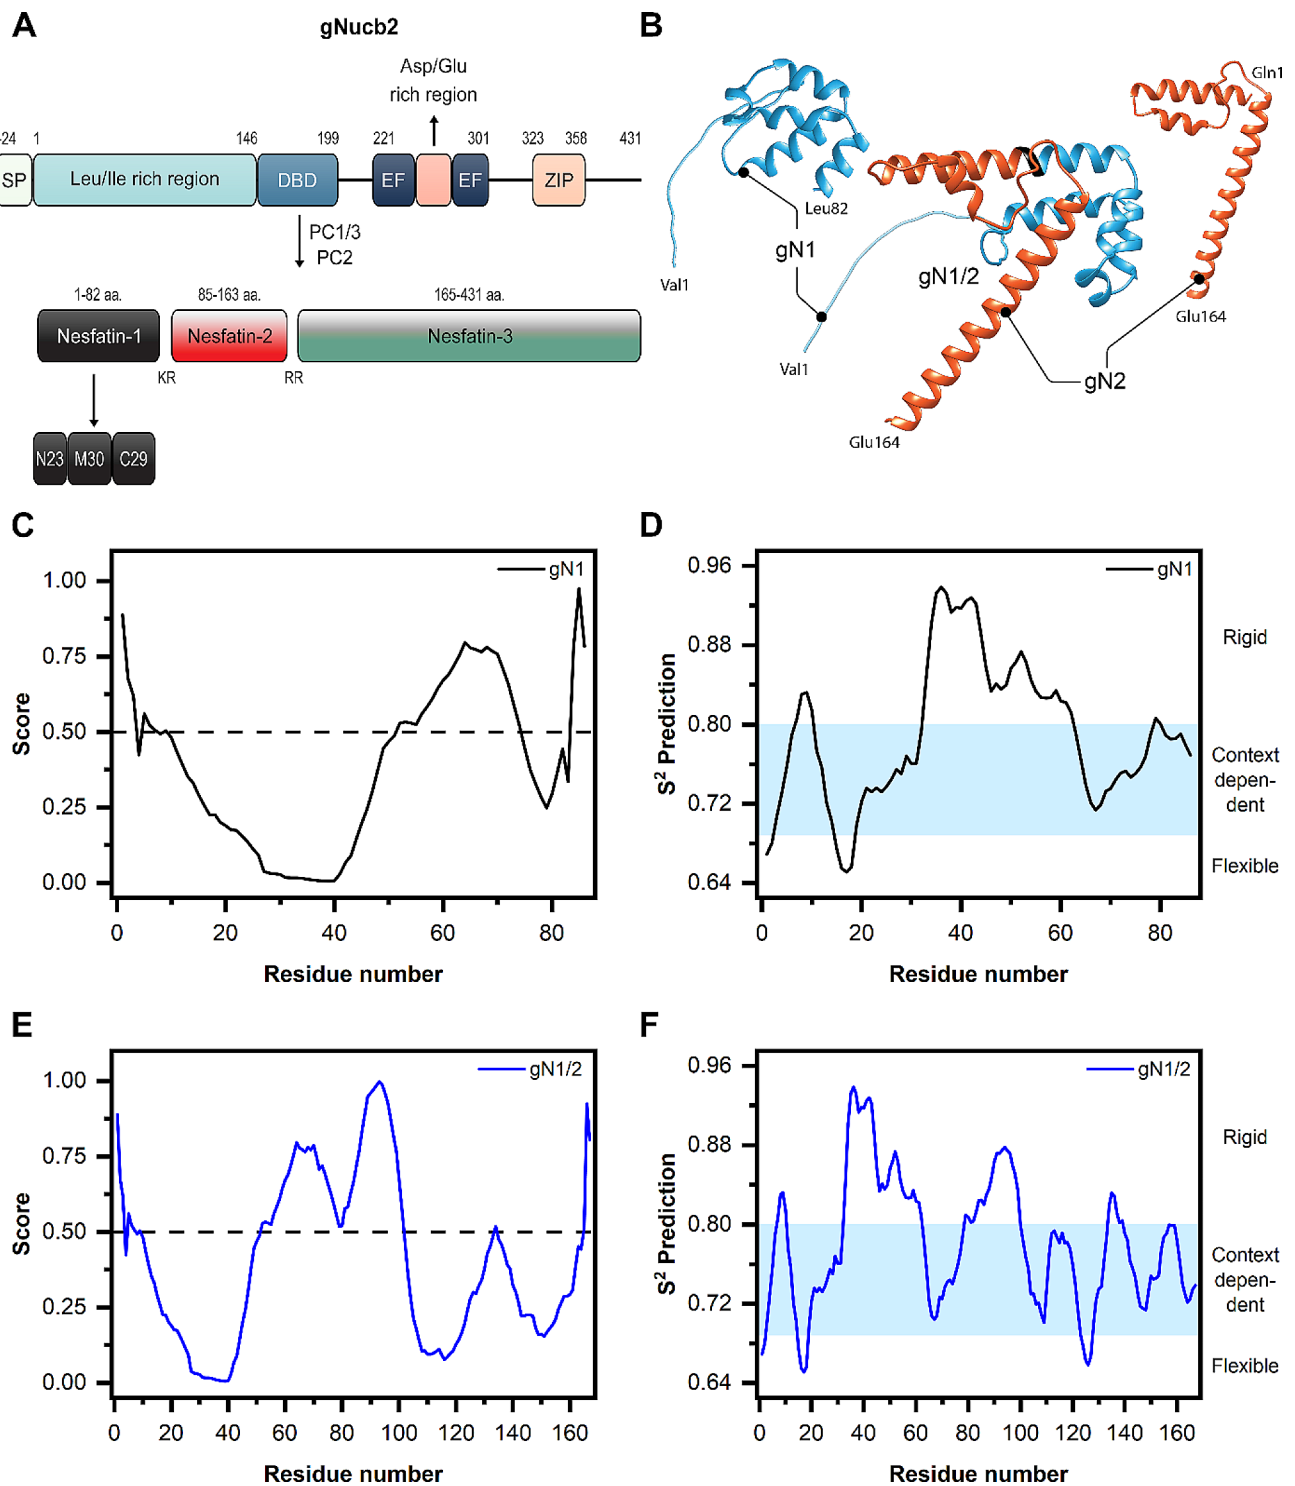 A
gNucb2
Asp/Glu
rich region
-24 1 146 199 221 301 323 358 431
SP Leu/Ile rich region DBD EF EF ZIP
PC1/3
PC2
1-82 aa. 85-163 aa. 165-431 aa.
Nesfatin-1 Nesfatin-2 Nesfatin-3
KR RR
N23 M30 C29
B
Gln1
Leu82
gN1
Val1
gN1/2
Glu164
Val1
gN2
Glu164
C
gN1
1.00
0.75
0.50
0.25
0.00
Score
0 20 40 60 80
Residue number
D
gN1
0.96
0.88
0.80
0.72
0.64
S² Prediction
Rigid
Context
depen-
dent
Flexible
0 20 40 60 80
Residue number
E
gN1/2
1.00
0.75
0.50
0.25
0.00
Score
0 20 40 60 80 100 120 140 160
Residue number
F
gN1/2
0.96
0.88
0.80
0.72
0.64
S² Prediction
Rigid
Context
depen-
dent
Flexible
0 20 40 60 80 100 120 140 160
Residue number